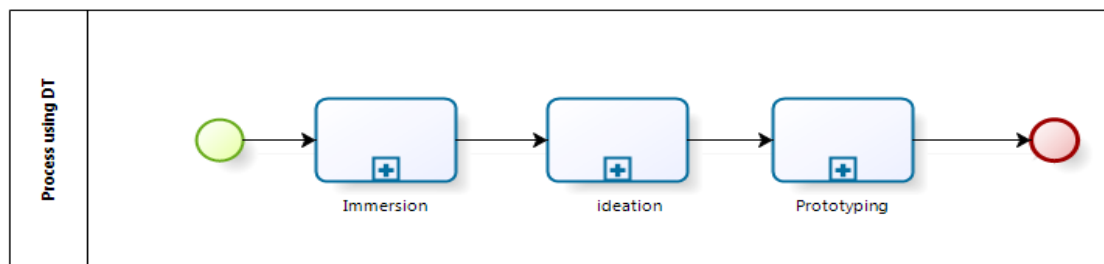 Process using DT
Immersion
ideation
Prototyping